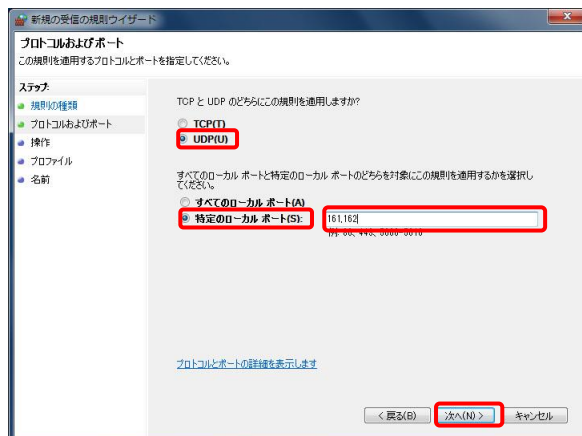 新規の受信の規則ウィザード
プロトコルおよびポート
この規則を適用するプロトコルとポートを指定してください。
ステップ:
規則の種類
プロトコルおよびポート
操作
プロファイル
名前
TCP と UDP のどちらにこの規則を適用しますか?
TCP(T)
UDP(U)
すべてのローカル ポートと特定のローカル ポートのどちらを対象にこの規則を適用するかを選択し
てください。
すべてのローカル ポート(A)
特定のローカル ポート(S):
161,162
例: 80、443、5000-5010
プロトコルとポートの詳細を表示します
< 戻る(B)
次へ(N) >
キャンセル